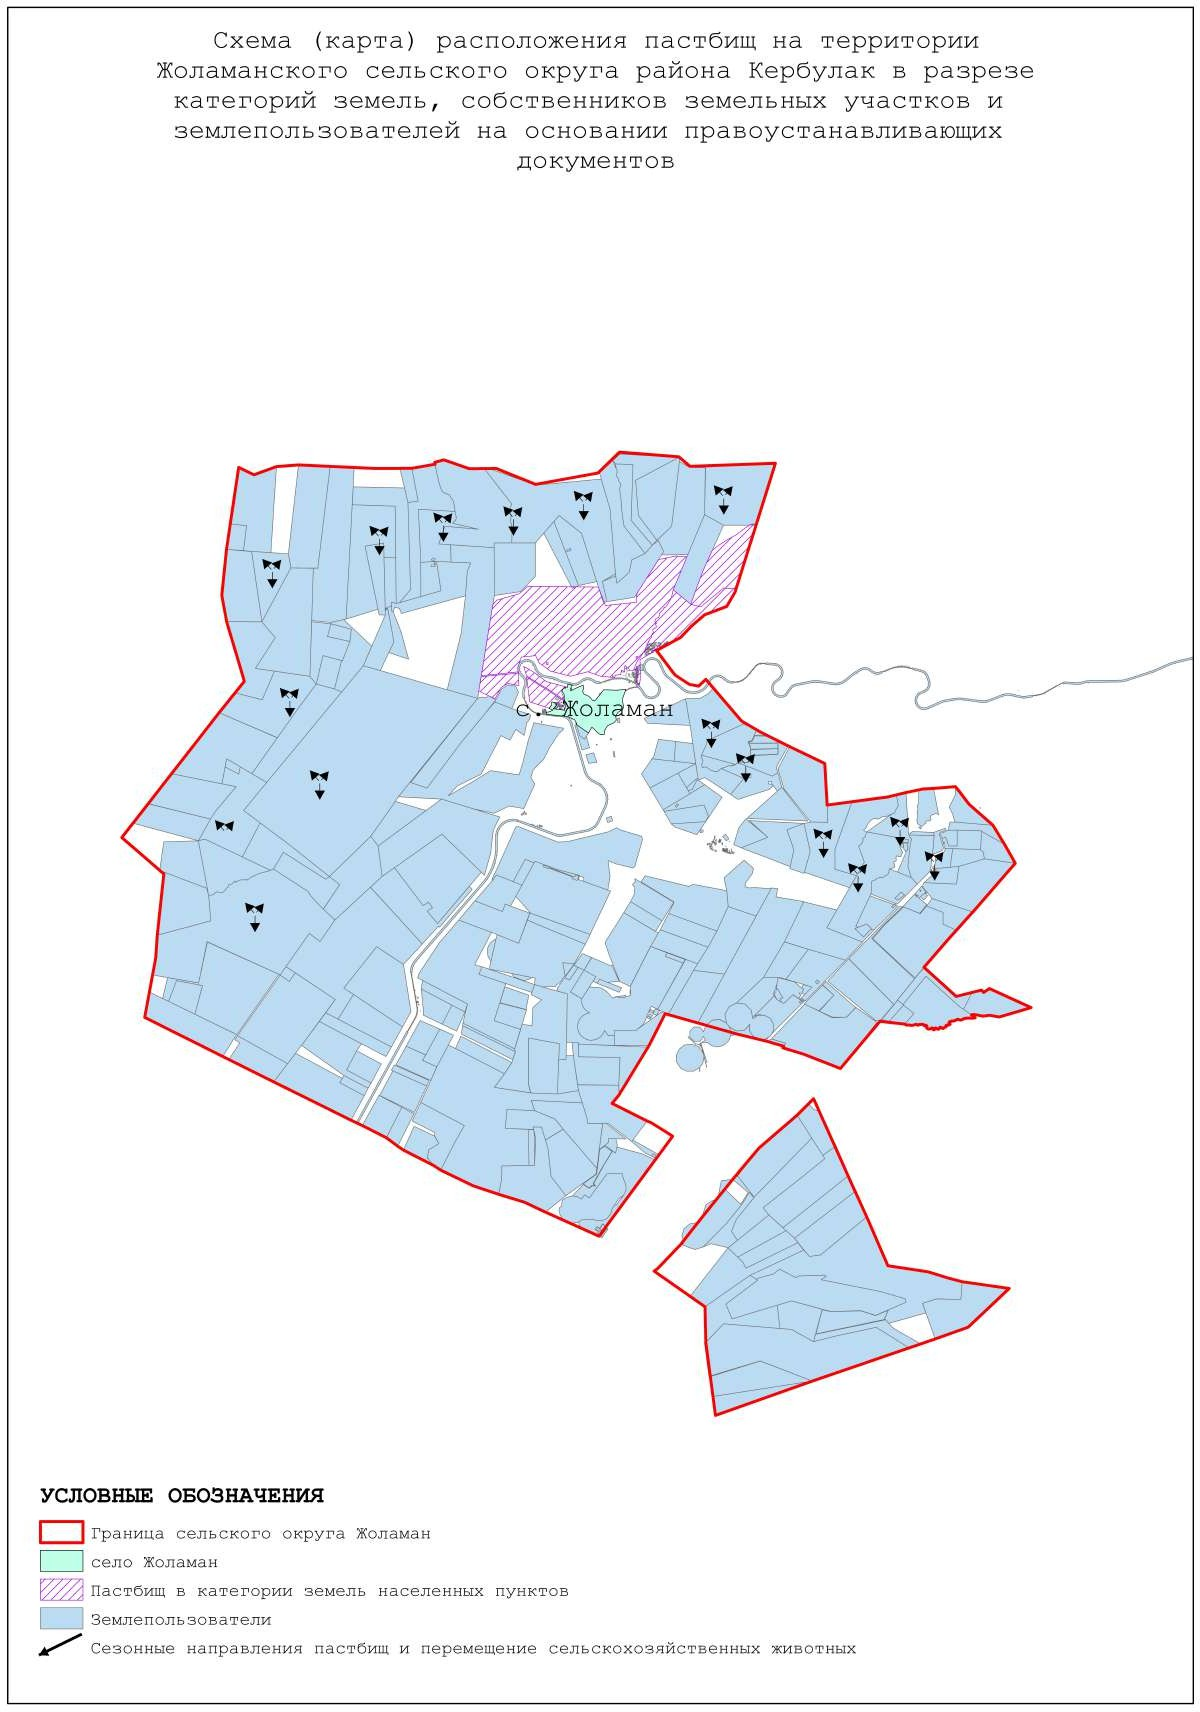 Схема (карта) расположения пастбищ на территории
Жоламанского сельского округа района Кербулак в разрезе
категорий земель, собственников земельных участков и
землепользователей на основании правоустанавливающих
документов
с. Жоламан
УСЛОВНЫЕ ОБОЗНАЧЕНИЯ
Граница сельского округа Жоламан
село Жоламан
Пастбищ в категории земель населенных пунктов
Землепользователи
Сезонные направления пастбищ и перемещение сельскохозяйственных животных